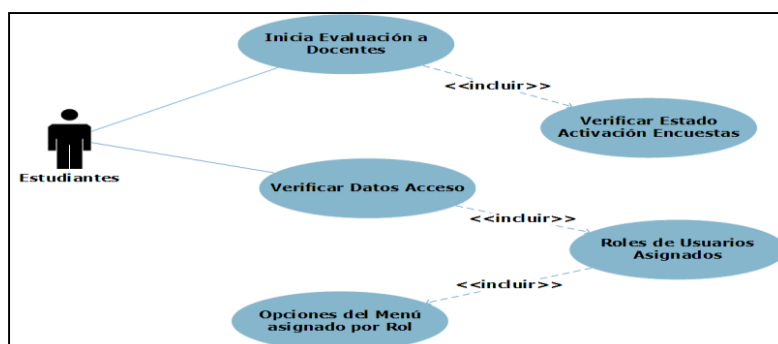 Inicia Evaluación a
Docentes
<<incluir>>
Verificar Estado
Activación Encuestas
Estudiantes
Verificar Datos Acceso
<<incluir>>
Roles de Usuarios
Asignados
<<incluir>>
Opciones del Menú
asignado por Rol